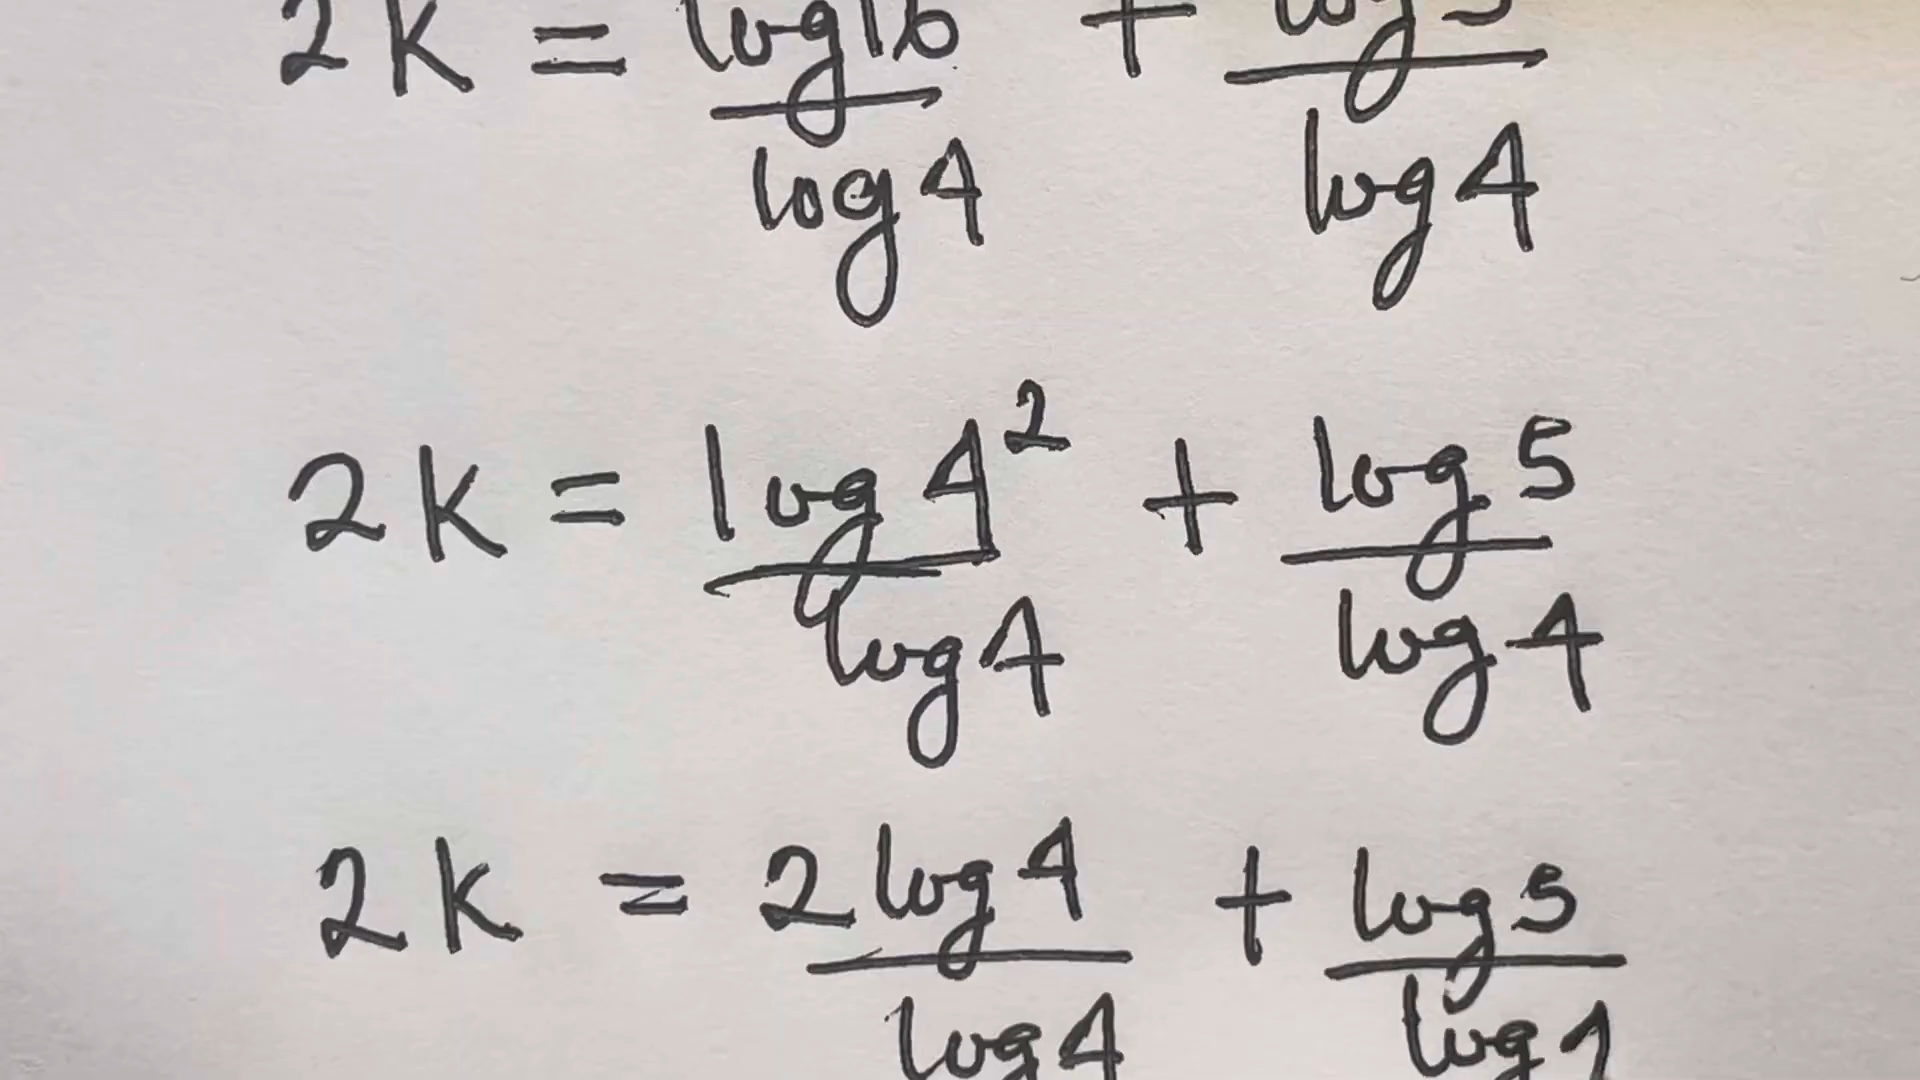 2K = log16/log4 + log5/log4
2K = log4²/log4 + log5/log4
2K = 2log4/log4 + log5/log4